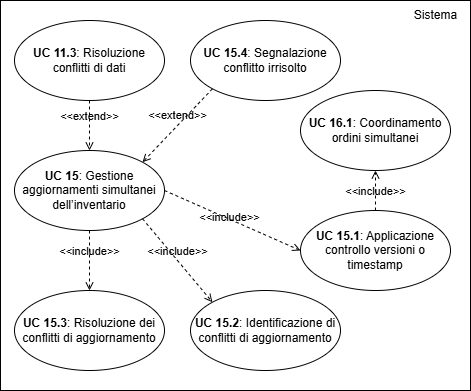 Sistema
UC 11.3: Risoluzione
conflitti di dati
UC 15.4: Segnalazione
conflitto irrisolto
<<extend>>
<<extend>>
UC 16.1: Coordinamento
ordini simultanei
UC 15: Gestione
aggiornamenti simultanei
dell'inventario
<<include>>
<<include>>
UC 15.1: Applicazione
controllo versioni o
timestamp
<<include>>
<<include>>
UC 15.3: Risoluzione dei
conflitti di aggiornamento
UC 15.2: Identificazione di
conflitti di aggiornamento